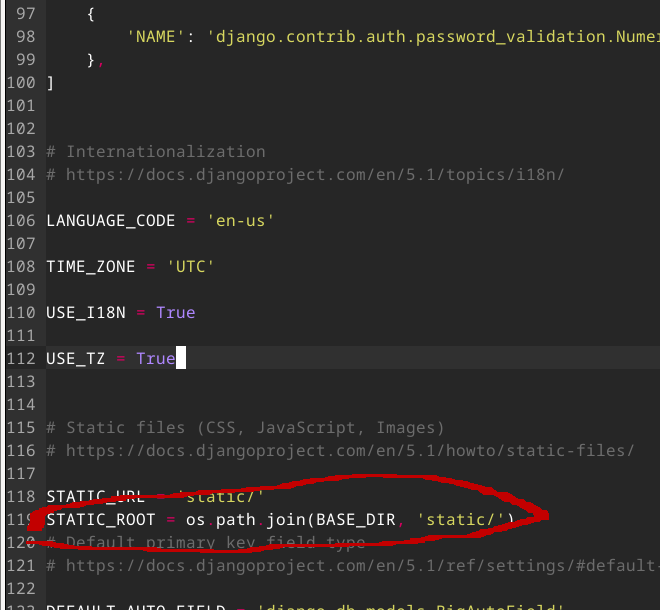 97 {
98 'NAME': 'django.contrib.auth.password_validation.Numer
99 },
100 ]
101
102
103 # Internationalization
104 # https://docs.djangoproject.com/en/5.1/topics/i18n/
105
106 LANGUAGE_CODE = 'en-us'
107
108 TIME_ZONE = 'UTC'
109
110 USE_I18N = True
111
112 USE_TZ = True
113
114
115 # Static files (CSS, JavaScript, Images)
116 # https://docs.djangoproject.com/en/5.1/howto/static-files/
117
118 STATIC_URL = 'static/'
119 STATIC_ROOT = os.path.join(BASE_DIR, 'static/')
120 # Default primary key field type
121 # https://docs.djangoproject.com/en/5.1/ref/settings/#default-
122
123 DEFAULT_AUTO_FIELD = 'django.db.models.BigAutoField'